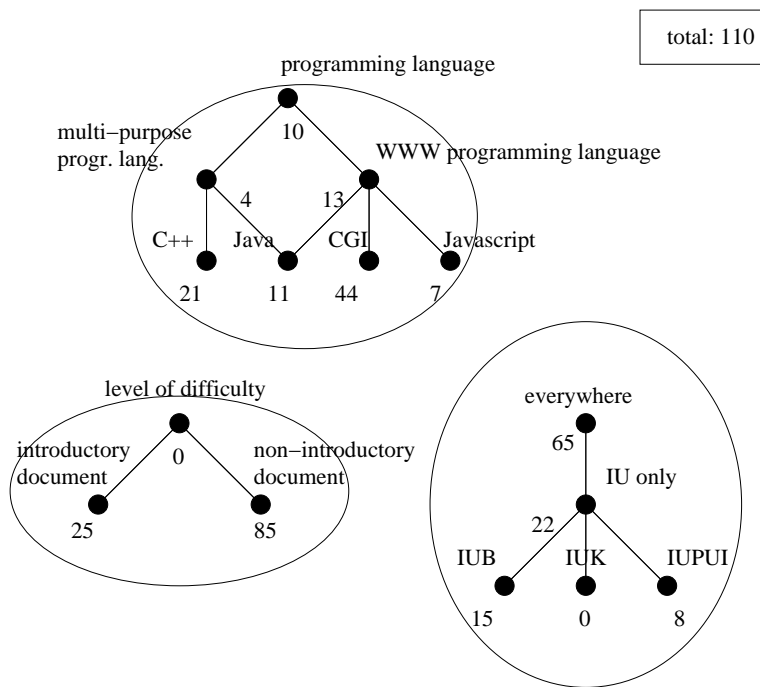 total: 110
programming language
multi−purpose
progr. lang.
10
WWW programming language
4
13
C++
Java
CGI
Javascript
21
11
44
7
level of difficulty
introductory
document
0
non−introductory
document
25
85
everywhere
65
IU only
22
IUB
IUK
IUPUI
15
0
8